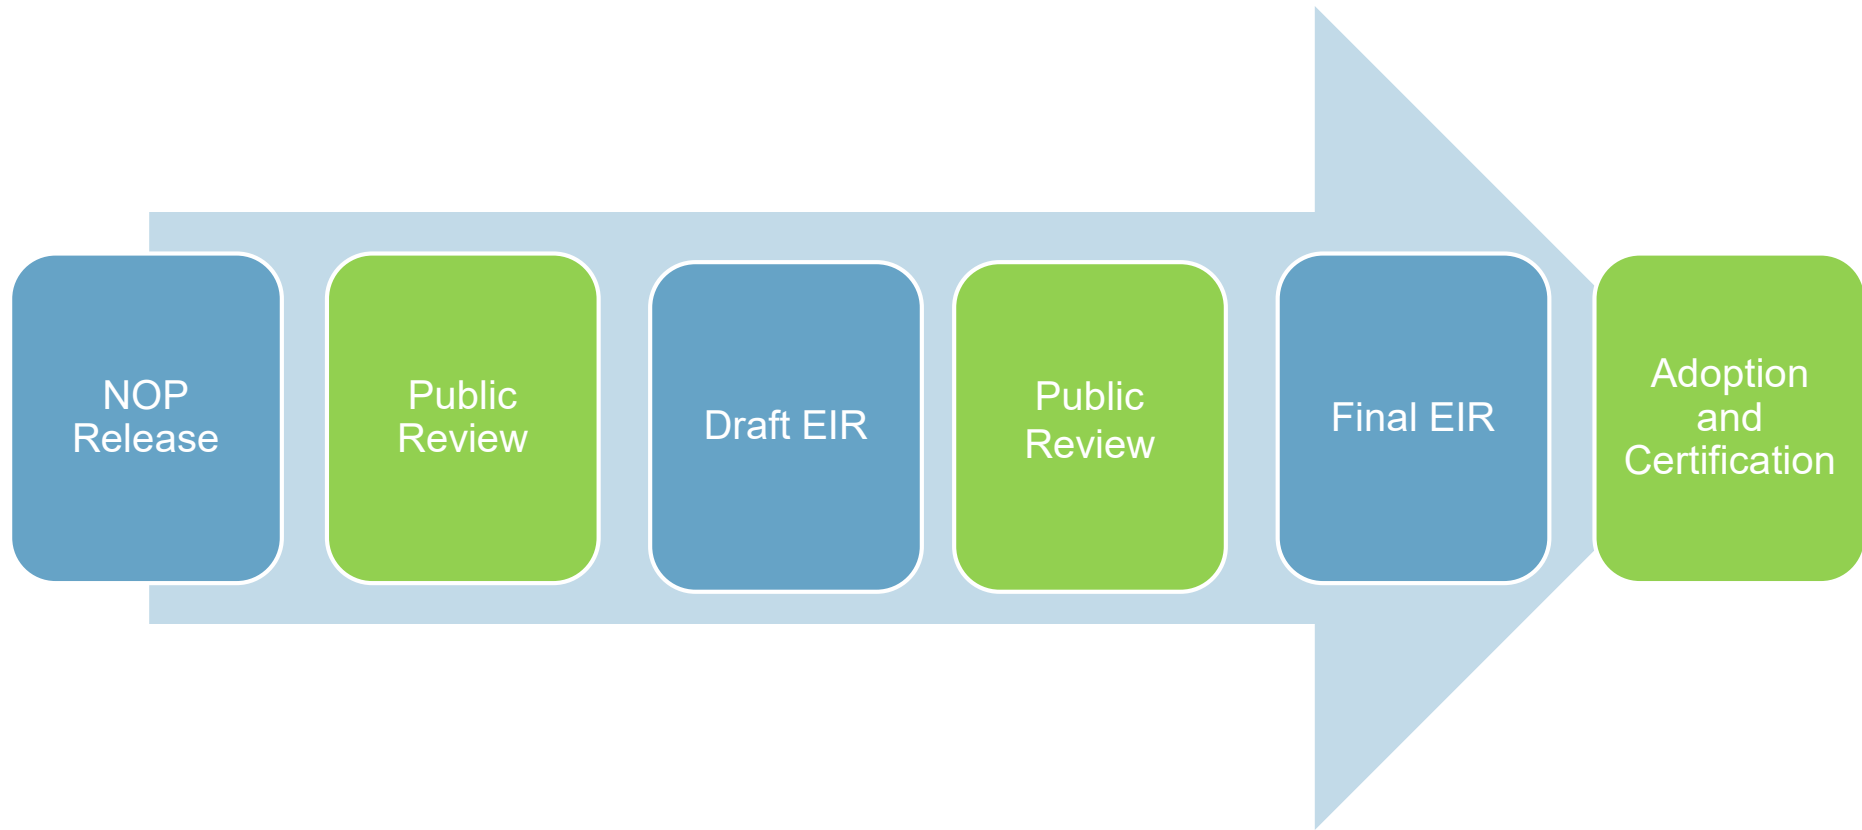 NOP
Release
Public
Review
Draft EIR
Public
Review
Final EIR
Adoption
and
Certification